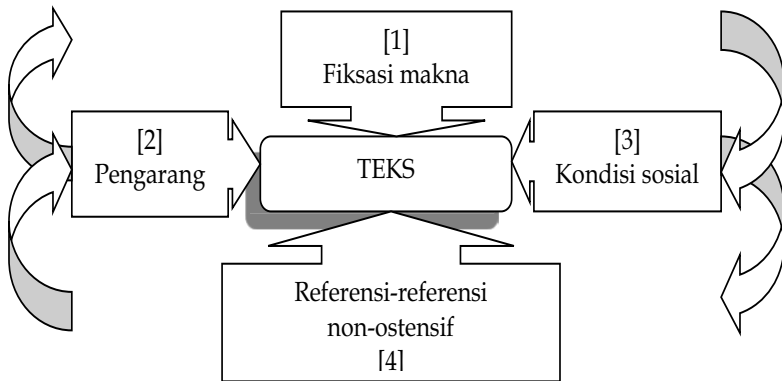 [1]
Fiksasi makna
[2]
Pengarang
TEKS
[3]
Kondisi sosial
Referensi-referensi
non-ostensif
[4]